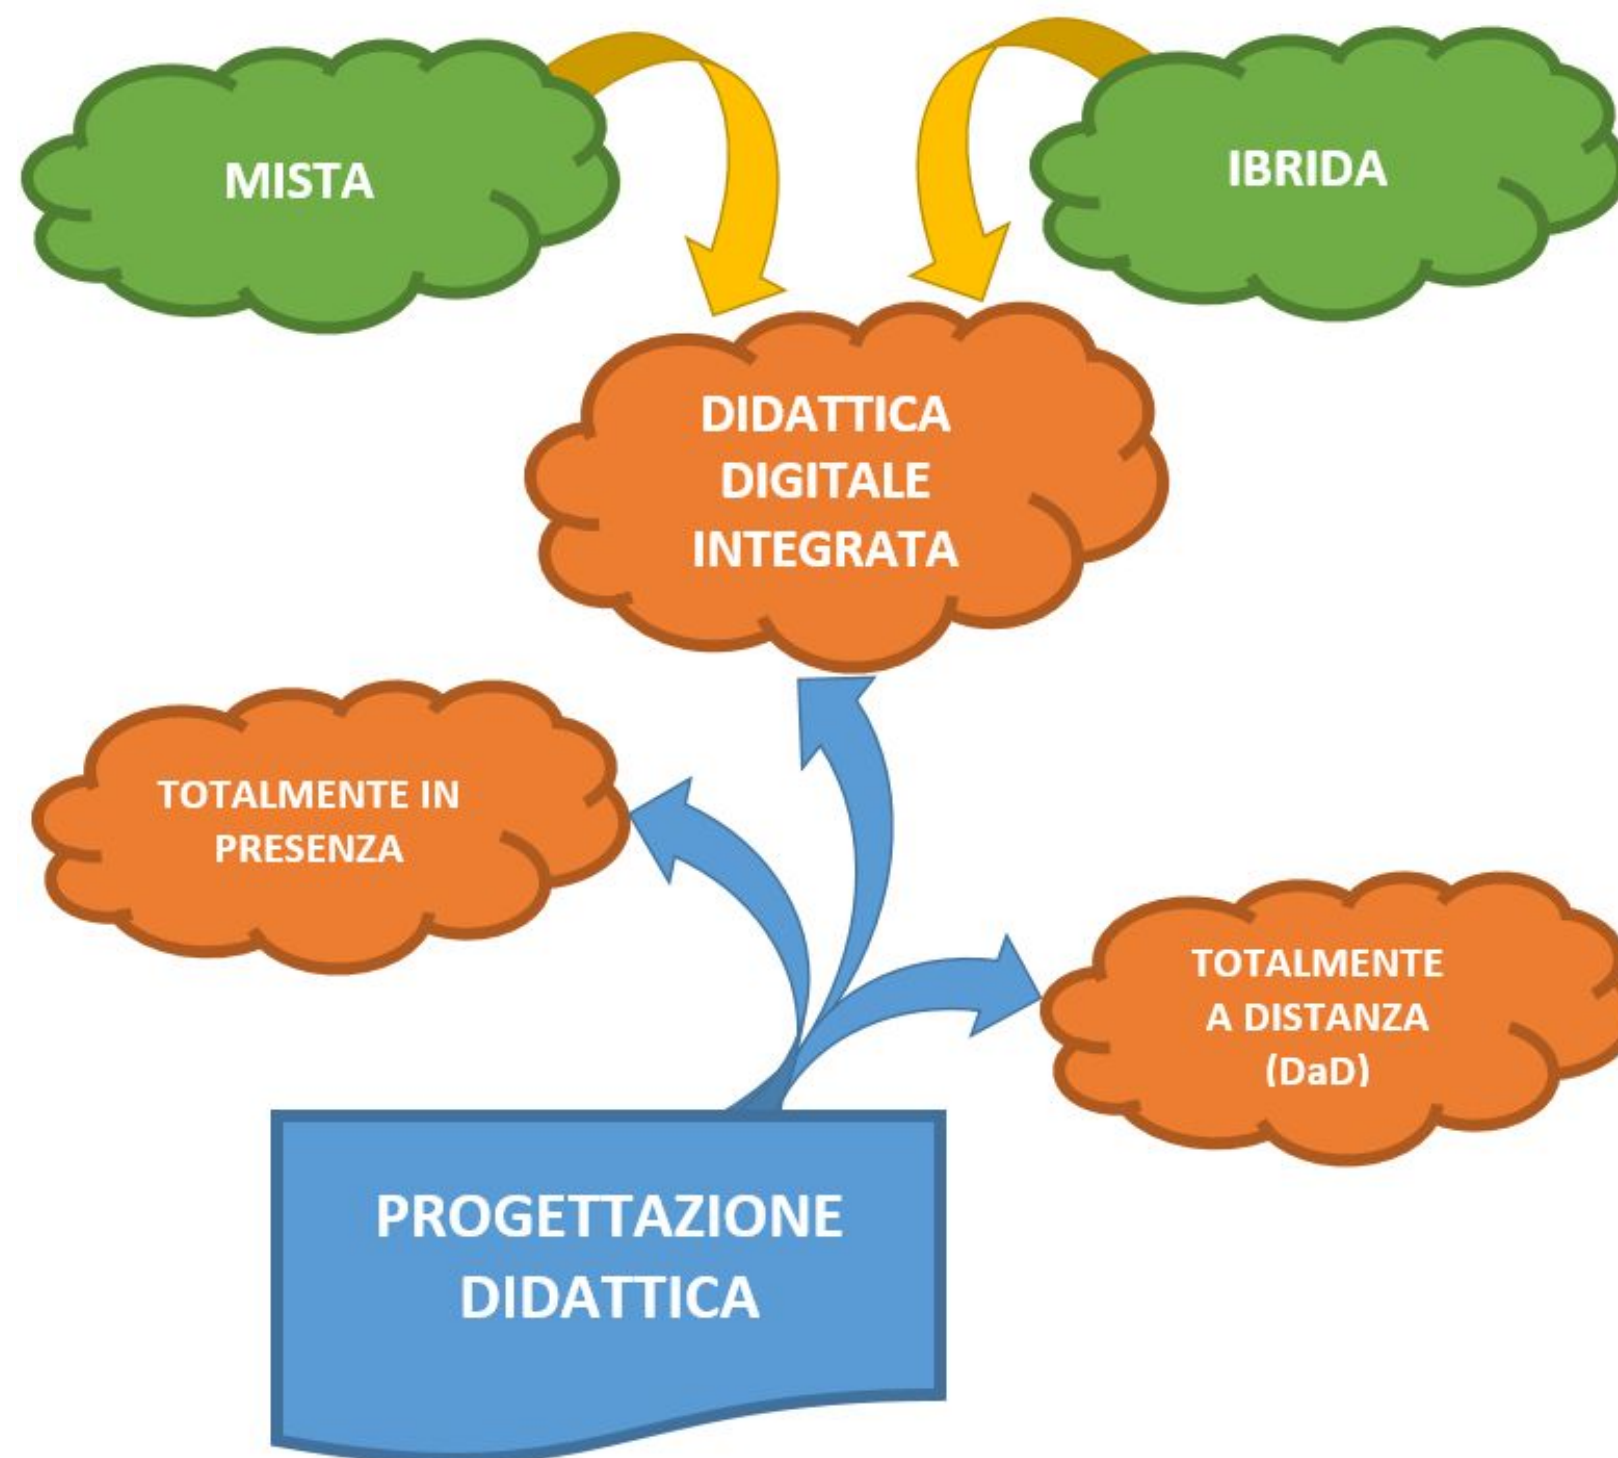 MISTA
IBRIDA
DIDATTICA
DIGITALE
INTEGRATA
TOTALMENTE IN
PRESENZA
TOTALMENTE
A DISTANZA
(DaD)
PROGETTAZIONE
DIDATTICA